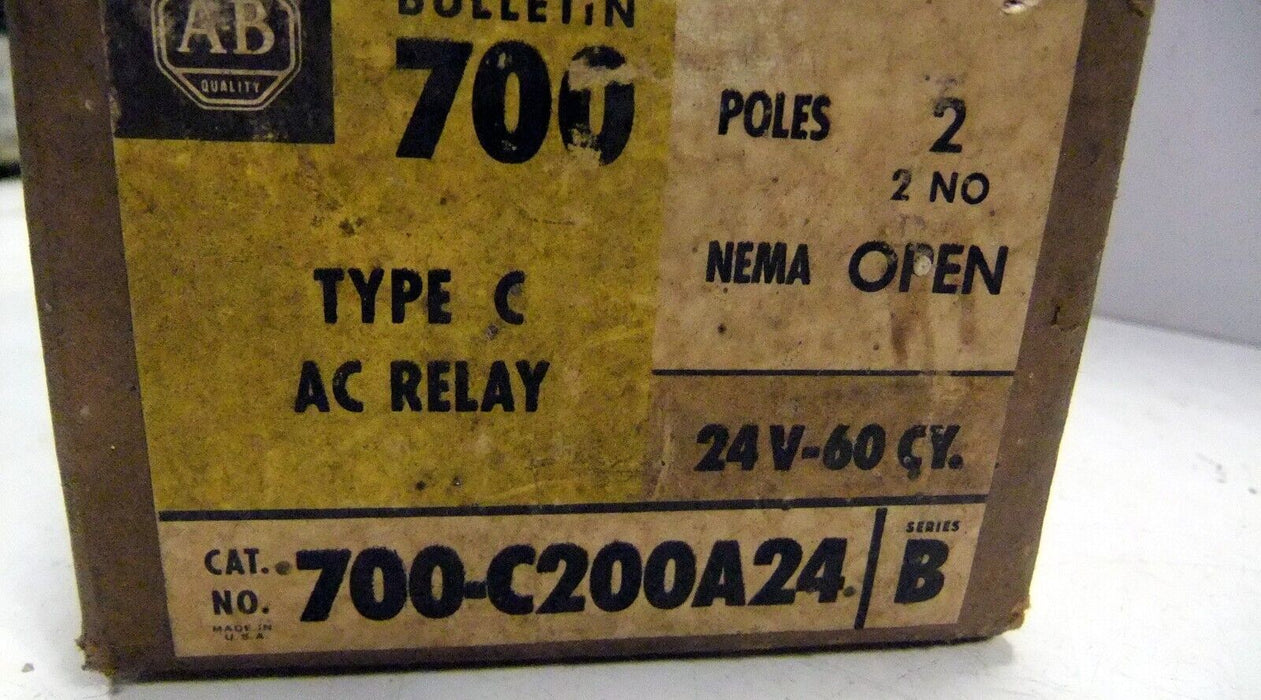 AB
QUALITY
BULLETIN
700
TYPE C
AC RELAY
POLES 2
2 NO
NEMA OPEN
24V-60 CY.
CAT. NO. 700-C200A24.
SERIES
B
MADE IN
U.S.A.